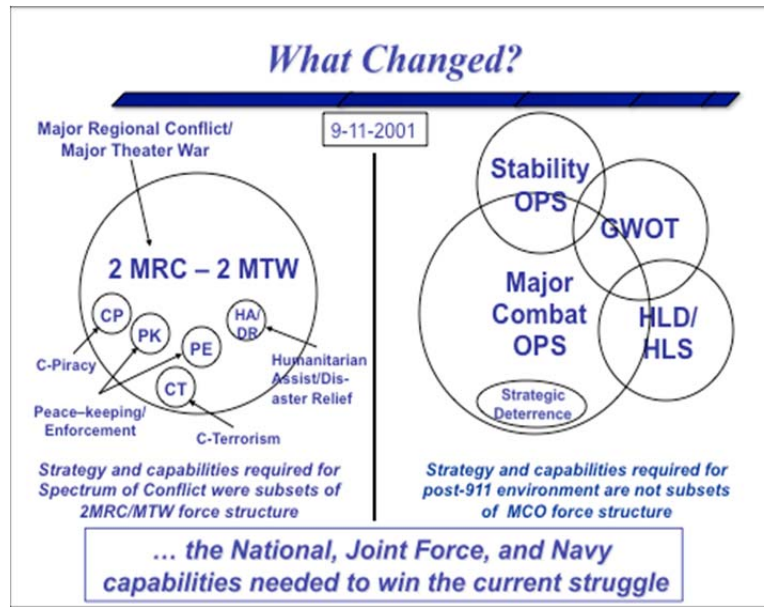 What Changed?
Major Regional Conflict/
Major Theater War
9-11-2001
2 MRC – 2 MTW
CP
PK
PE
HA/
DR
CT
C-Piracy
Peace–keeping/
Enforcement
C-Terrorism
Humanitarian
Assist/Dis-
aster Relief
Strategy and capabilities required for
Spectrum of Conflict were subsets of
2MRC/MTW force structure
Stability
OPS
GWOT
Major
Combat
OPS
HLD/
HLS
Strategic
Deterrence
Strategy and capabilities required for
post-911 environment are not subsets
of MCO force structure
... the National, Joint Force, and Navy
capabilities needed to win the current struggle